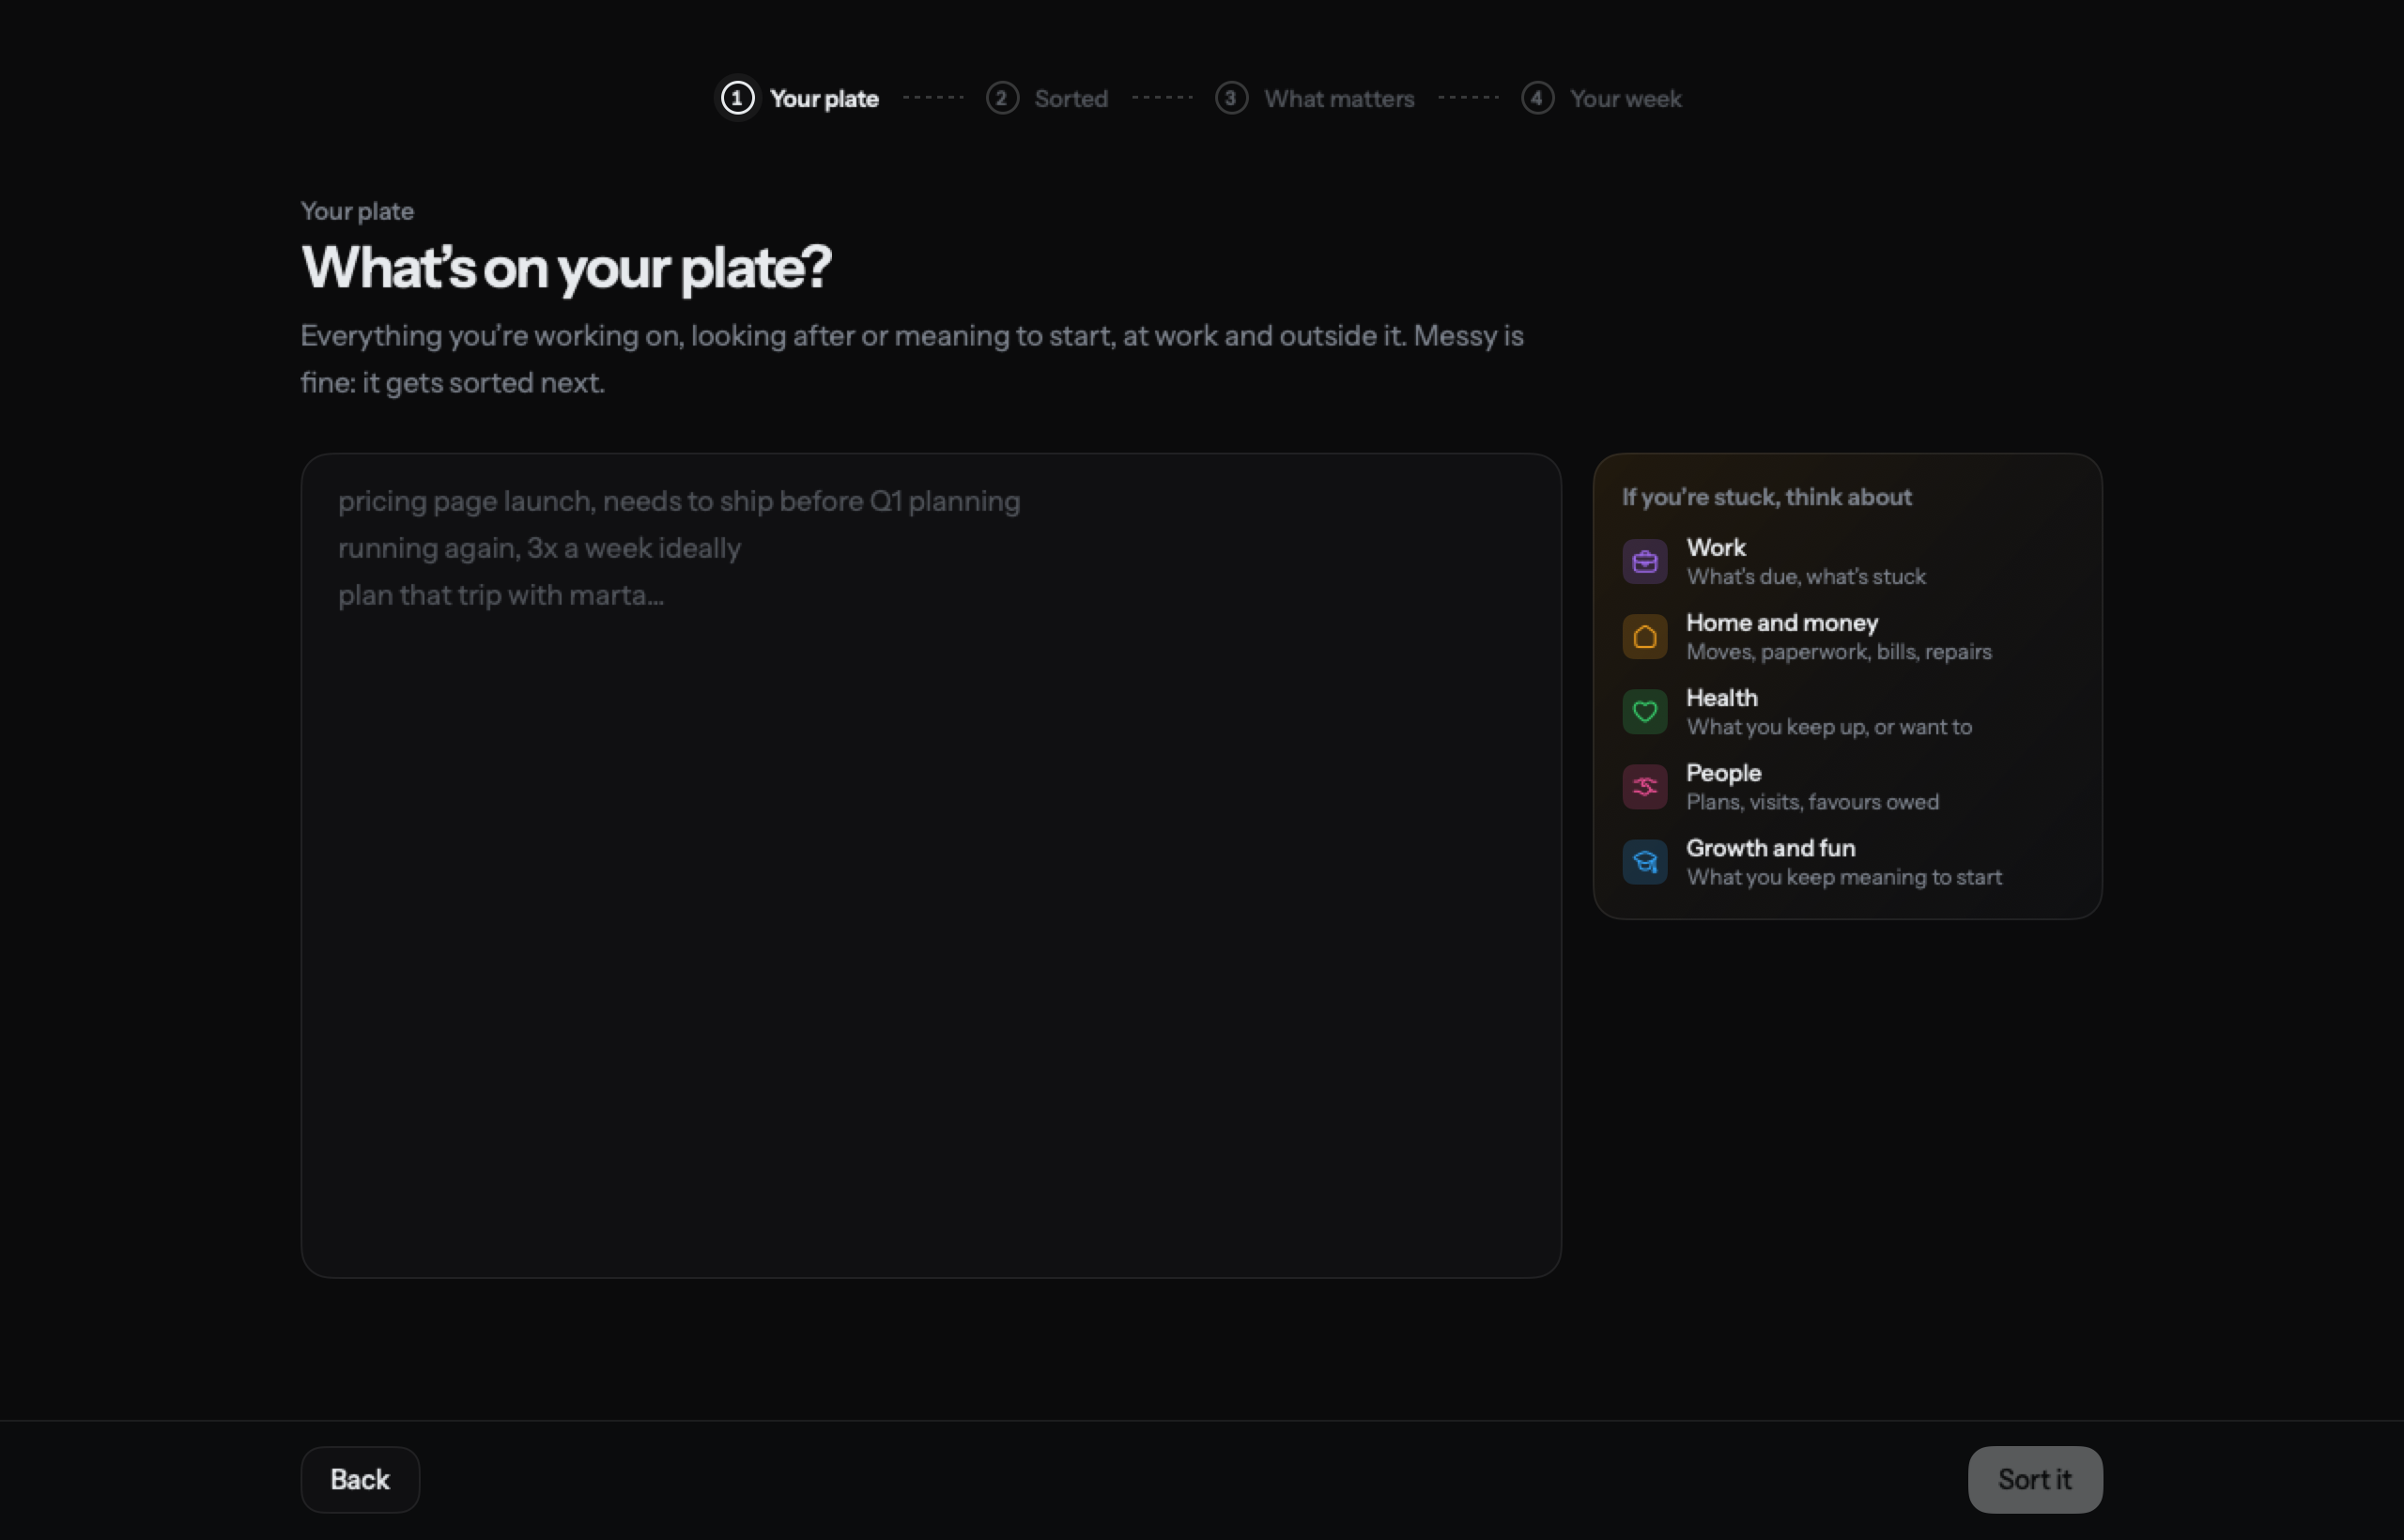 1 Your plate 2 Sorted 3 What matters 4 Your week
Your plate
What's on your plate?
Everything you're working on, looking after or meaning to start, at work and outside it. Messy is
fine: it gets sorted next.
pricing page launch, needs to ship before Q1 planning
running again, 3x a week ideally
plan that trip with marta...
If you're stuck, think about
Work
What's due, what's stuck
Home and money
Moves, paperwork, bills, repairs
Health
What you keep up, or want to
People
Plans, visits, favours owed
Growth and fun
What you keep meaning to start
Back
Sort it